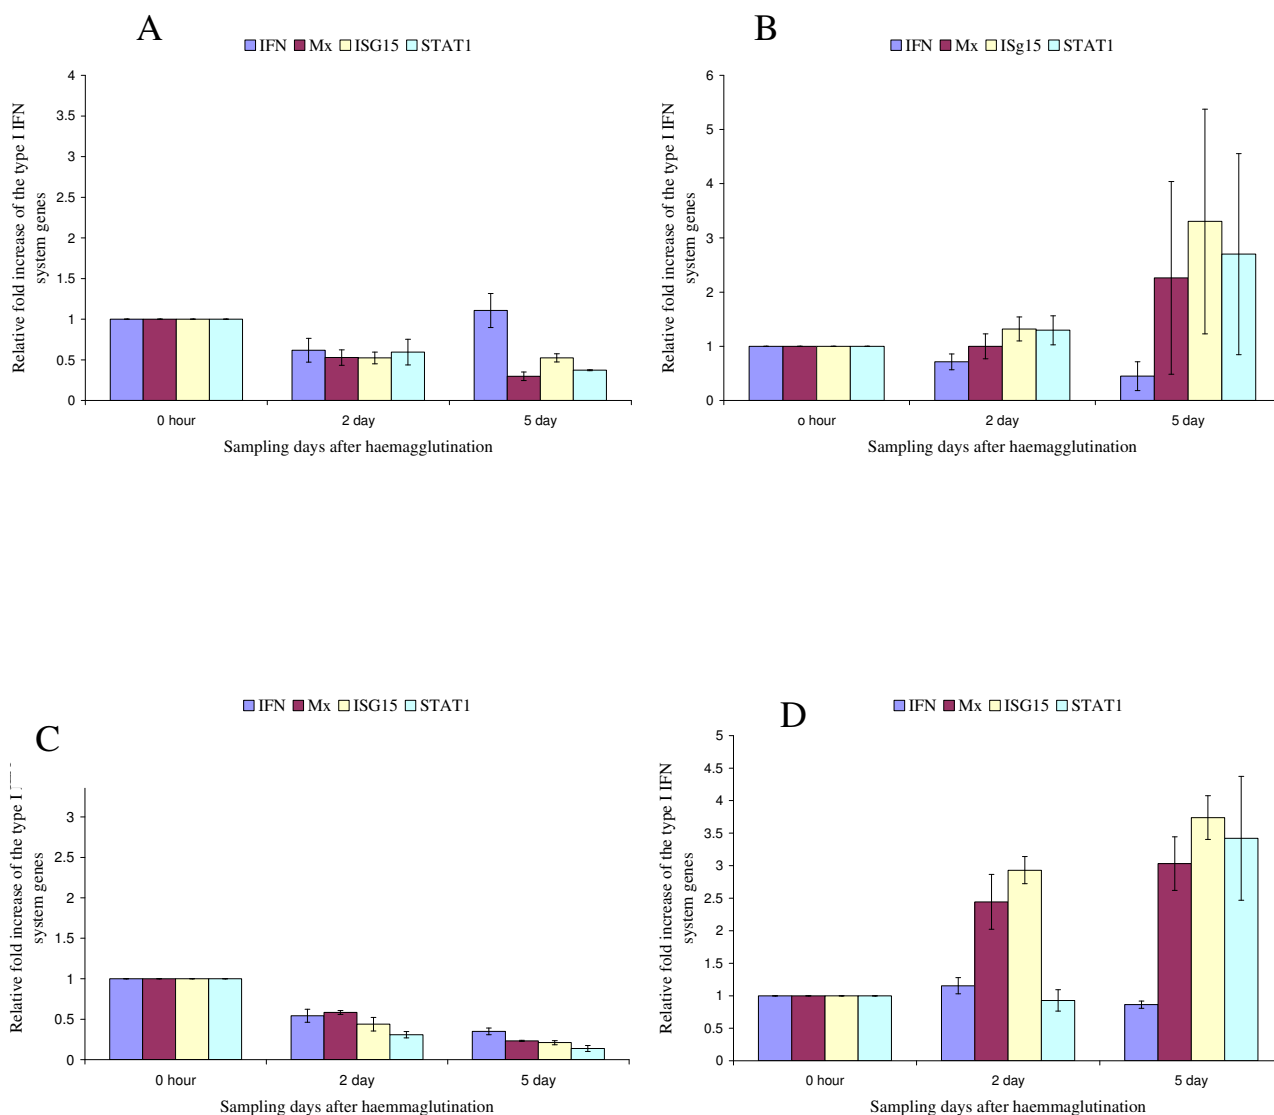 A
IFN Mx ISG15 STAT1
Relative fold increase of the type I IFN
system genes
4
3.5
3
2.5
2
1.5
1
0.5
0
0 hour 2 day 5 day
Sampling days after haemagglutination
B
IFN Mx ISg15 STAT1
Relative fold increase of the type I IFN
system genes
6
5
4
3
2
1
0
o hour 2 day 5 day
Sampling days after haemagglutination
C
IFN Mx ISG15 STAT1
Relative fold increase of the type I
system genes
3
2.5
2
1.5
1
0.5
0
0 hour 2 day 5 day
Sampling days after haemmaglutination
D
IFN Mx ISG15 STAT1
Relative fold increase of the type I IFN
system genes
5
4.5
4
3.5
3
2.5
2
1.5
1
0.5
0
0 hour 2 day 5 day
Sampling days after haemagglutination